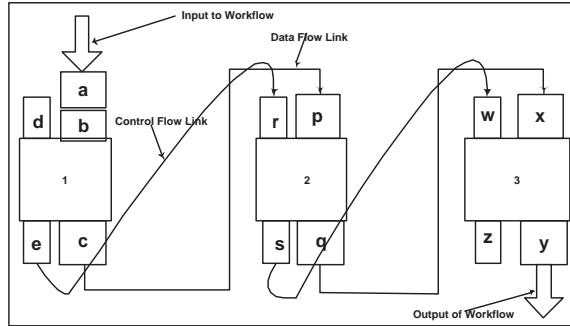 Input to Workflow
Data Flow Link
a
d
b
Control Flow Link
r
p
w
x
1
2
3
e
c
s
q
z
y
Output of Workflow